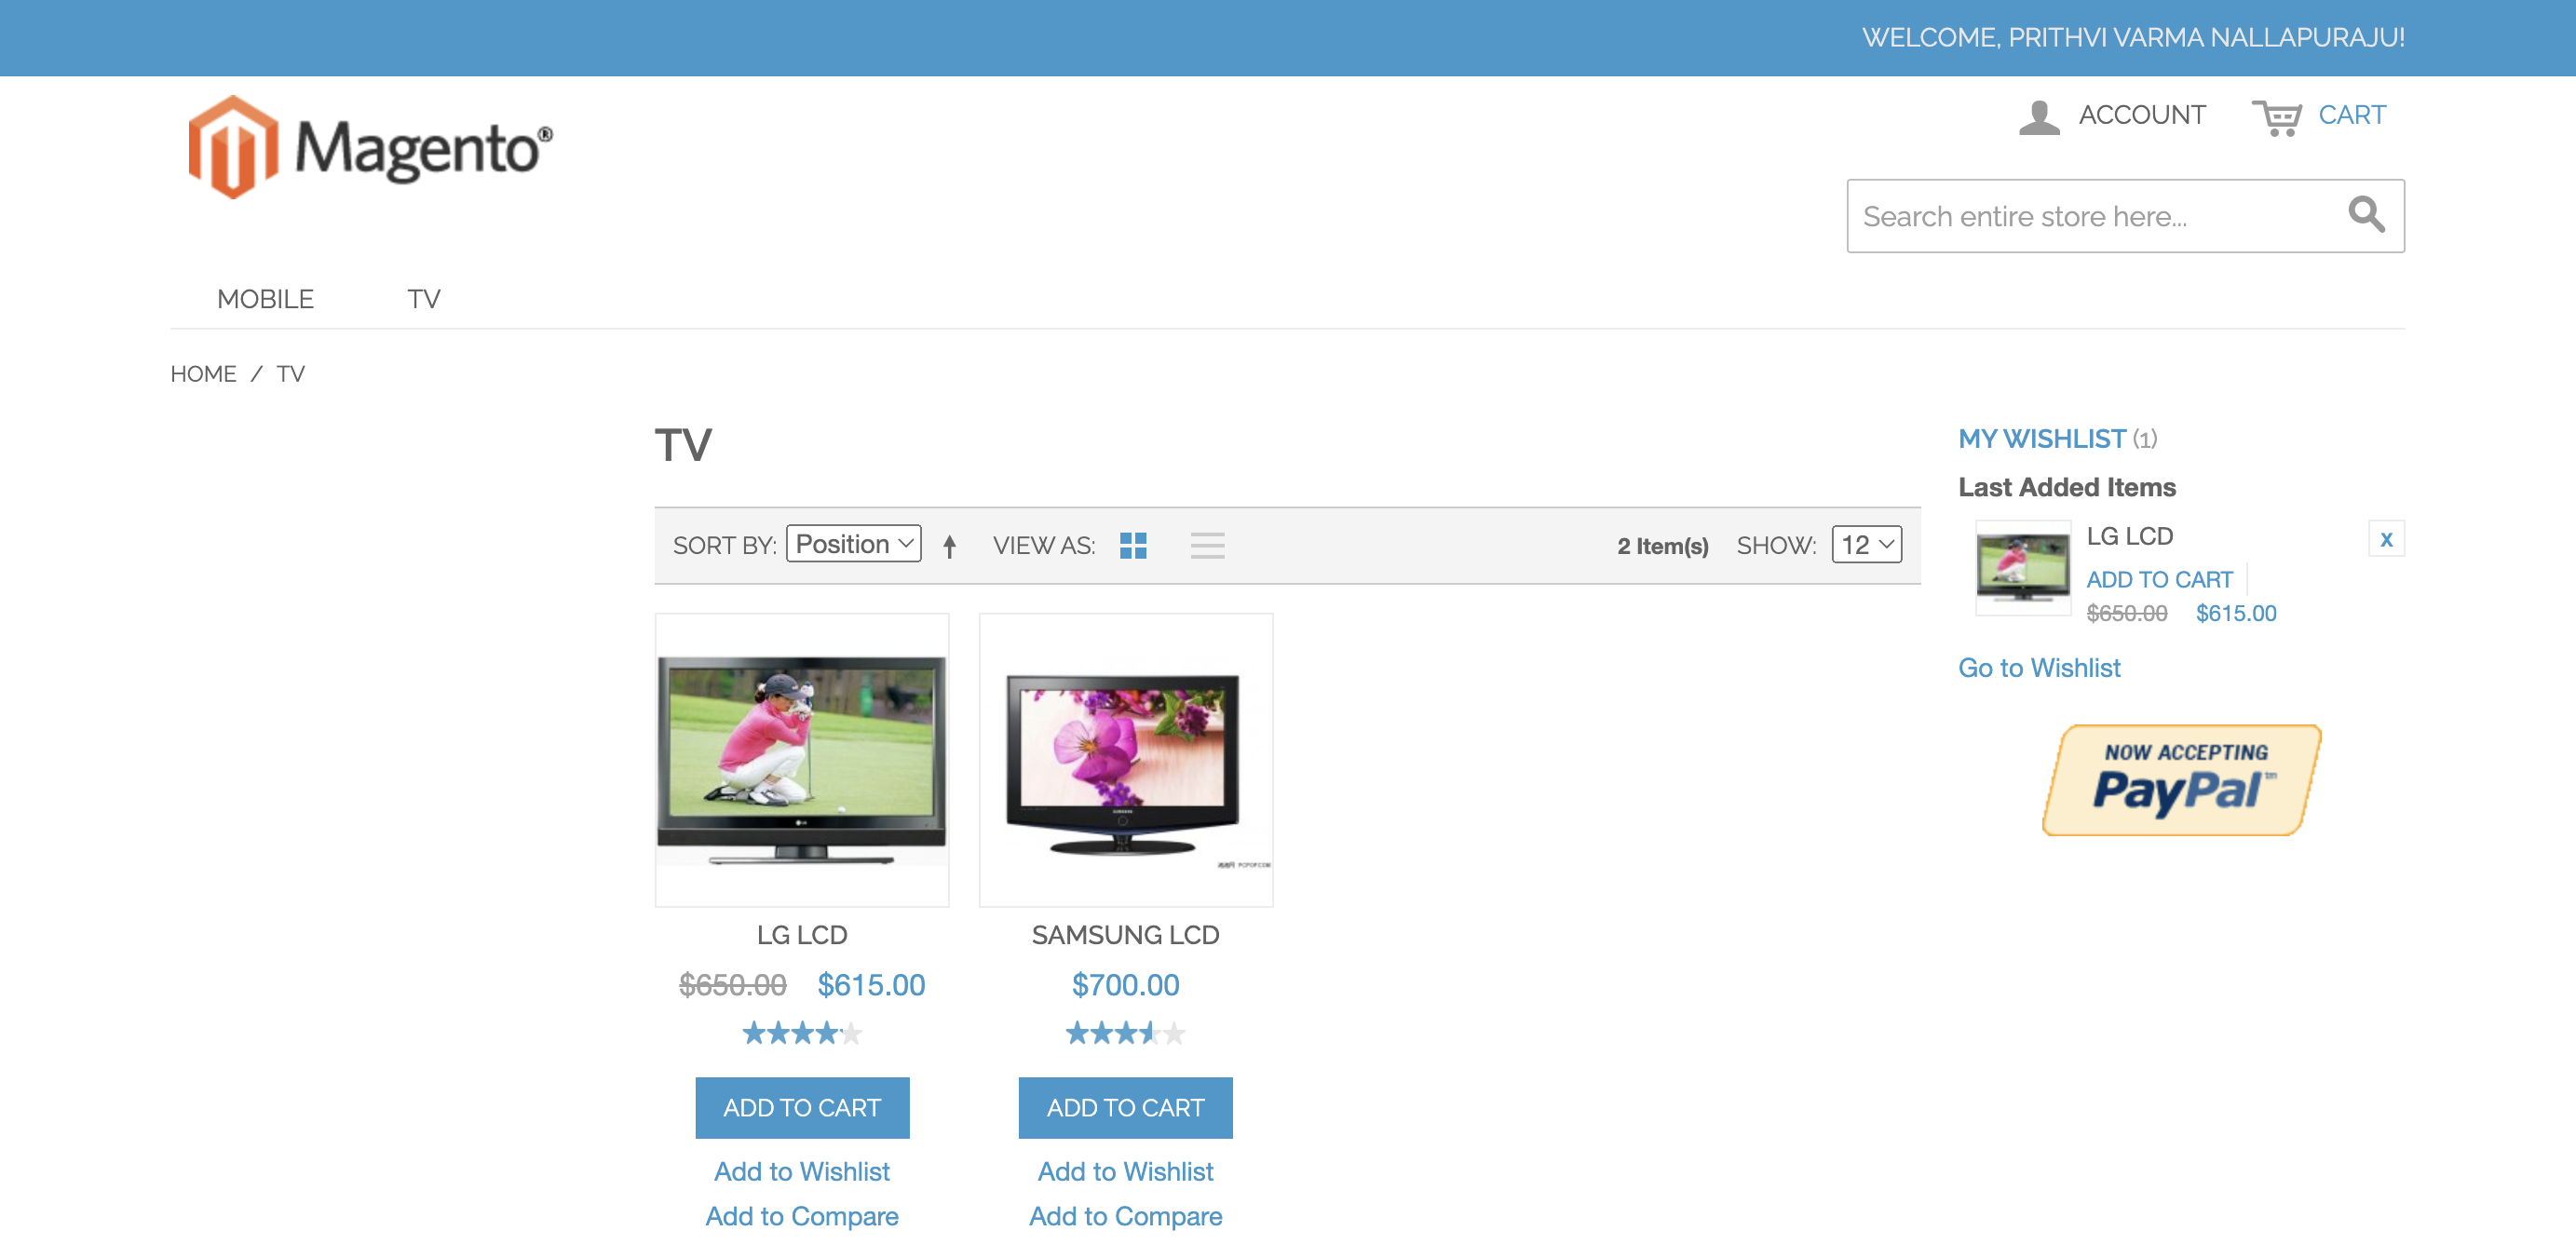 WELCOME, PRITHVI VARMA NALLAPURAJU!
Magento®
ACCOUNT CART
Search entire store here...
MOBILE TV
HOME / TV
TV
SORT BY: Position VIEW AS: 2 Item(s) SHOW: 12
LG LCD
$650.00 $615.00
ADD TO CART
Add to Wishlist
Add to Compare
SAMSUNG
POPOP.COM
SAMSUNG LCD
$700.00
ADD TO CART
Add to Wishlist
Add to Compare
MY WISHLIST (1)
Last Added Items
LG LCD
x
ADD TO CART
$650.00 $615.00
Go to Wishlist
NOW ACCEPTING
PayPal™